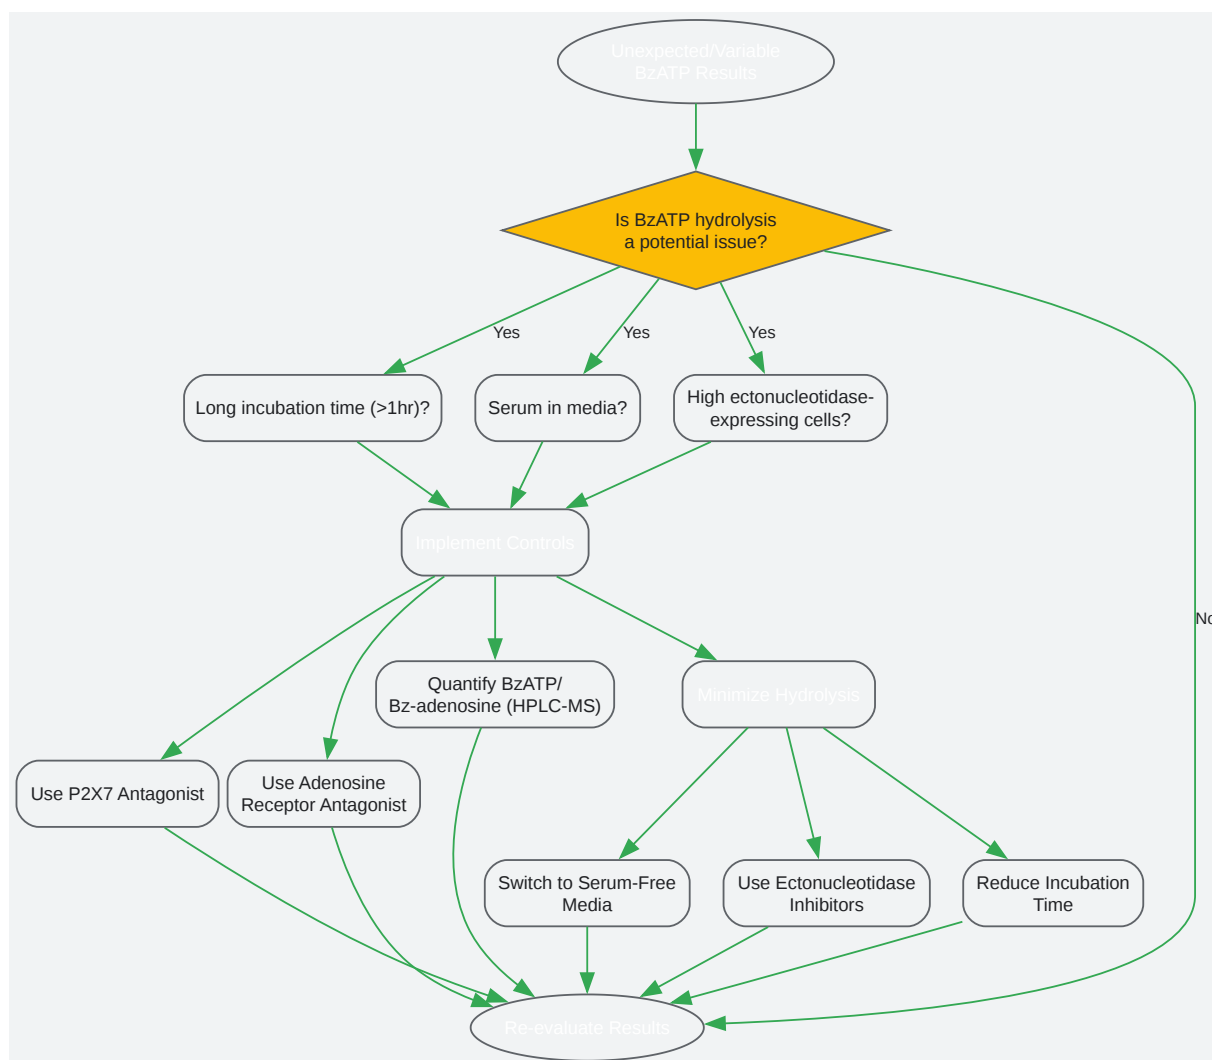 Unexpected/Variable
BzATP Results
Is BzATP hydrolysis
a potential issue?
Yes
Yes
Yes
Long incubation time (>1hr)?
Serum in media?
High ectonucleotidase-
expressing cells?
Implement Controls
No
Quantify BzATP/
Bz-adenosine (HPLC-MS)
Minimize Hydrolysis
Use P2X7 Antagonist
Use Adenosine
Receptor Antagonist
Switch to Serum-Free
Media
Use Ectonucleotidase
Inhibitors
Reduce Incubation
Time
Re-evaluate Results